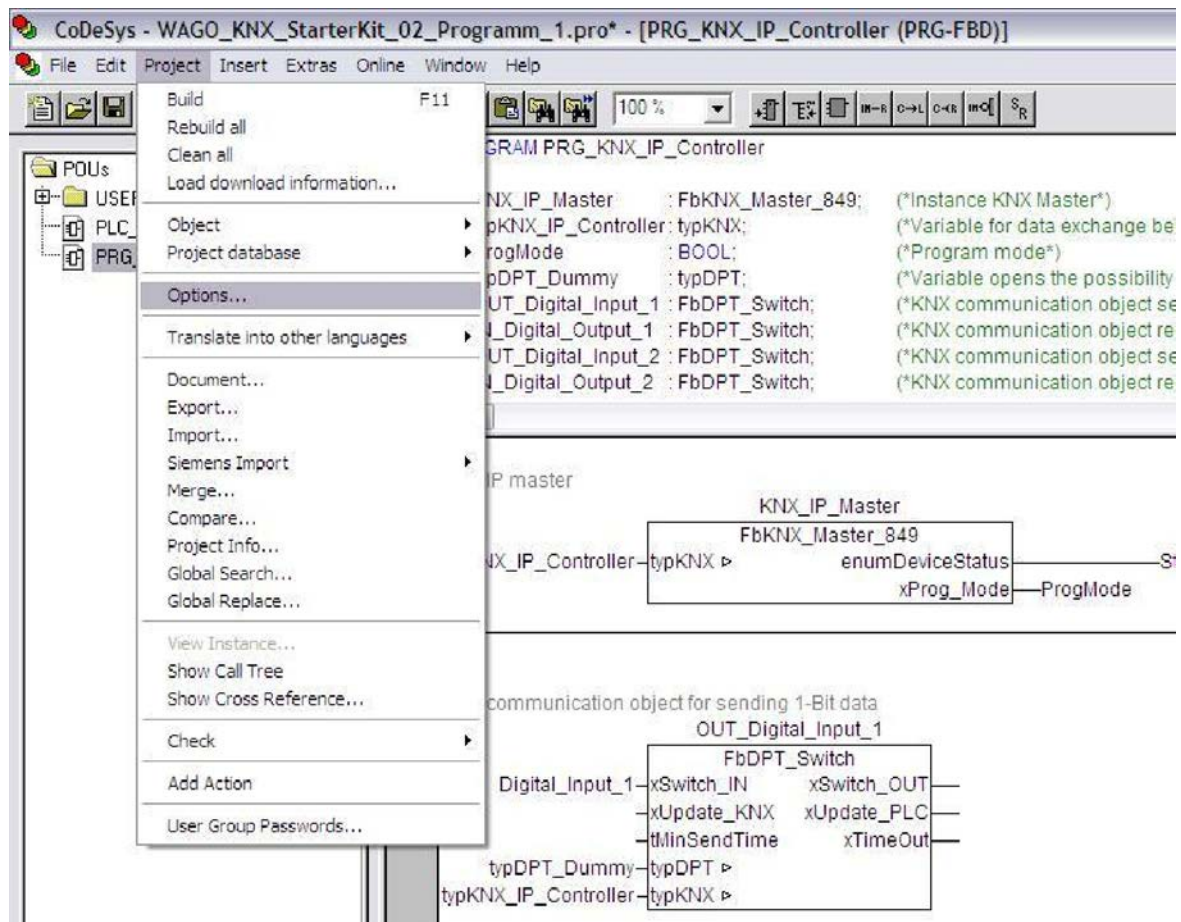 CoDeSys - WAGO_KNX_StarterKit_02_Programm_1.pro* - [PRG_KNX_IP_Controller (PRG-FBD)]
File Edit Project Insert Extras Online Window Help
100 %
POUs
USEF
PLC_
PRG_
Build F11
Rebuild all
Clean all
Load download information...
Object
Project database
Options...
Translate into other languages
Document...
Export...
Import...
Siemens Import
Merge...
Compare...
Project Info...
Global Search...
Global Replace...
View Instance...
Show Call Tree
Show Cross Reference...
Check
Add Action
User Group Passwords...
GRAM PRG_KNX_IP_Controller
NX_IP_Master : FbKNX_Master_849; (*Instance KNX Master*)
pKNX_IP_Controller: typKNX; (*Variable for data exchange be
rogMode : BOOL; (*Program mode*)
pDPT_Dummy : typDPT; (*Variable opens the possibility
UT_Digital_Input_1 : FbDPT_Switch; (*KNX communication object se
N_Digital_Output_1 : FbDPT_Switch; (*KNX communication object re
UT_Digital_Input_2 : FbDPT_Switch; (*KNX communication object se
N_Digital_Output_2 : FbDPT_Switch; (*KNX communication object re
IP master
KNX_IP_Master
FbKNX_Master_849
NX_IP_Controller typKNX enumDeviceStatus St
xProg_Mode ProgMode
communication object for sending 1-Bit data
OUT_Digital_Input_1
FbDPT_Switch
Digital_Input_1 xSwitch_IN xSwitch_OUT
xUpdate_KNX xUpdate_PLC
tMinSendTime xTimeOut
typDPT_Dummy typDPT
typKNX_IP_Controller typKNX